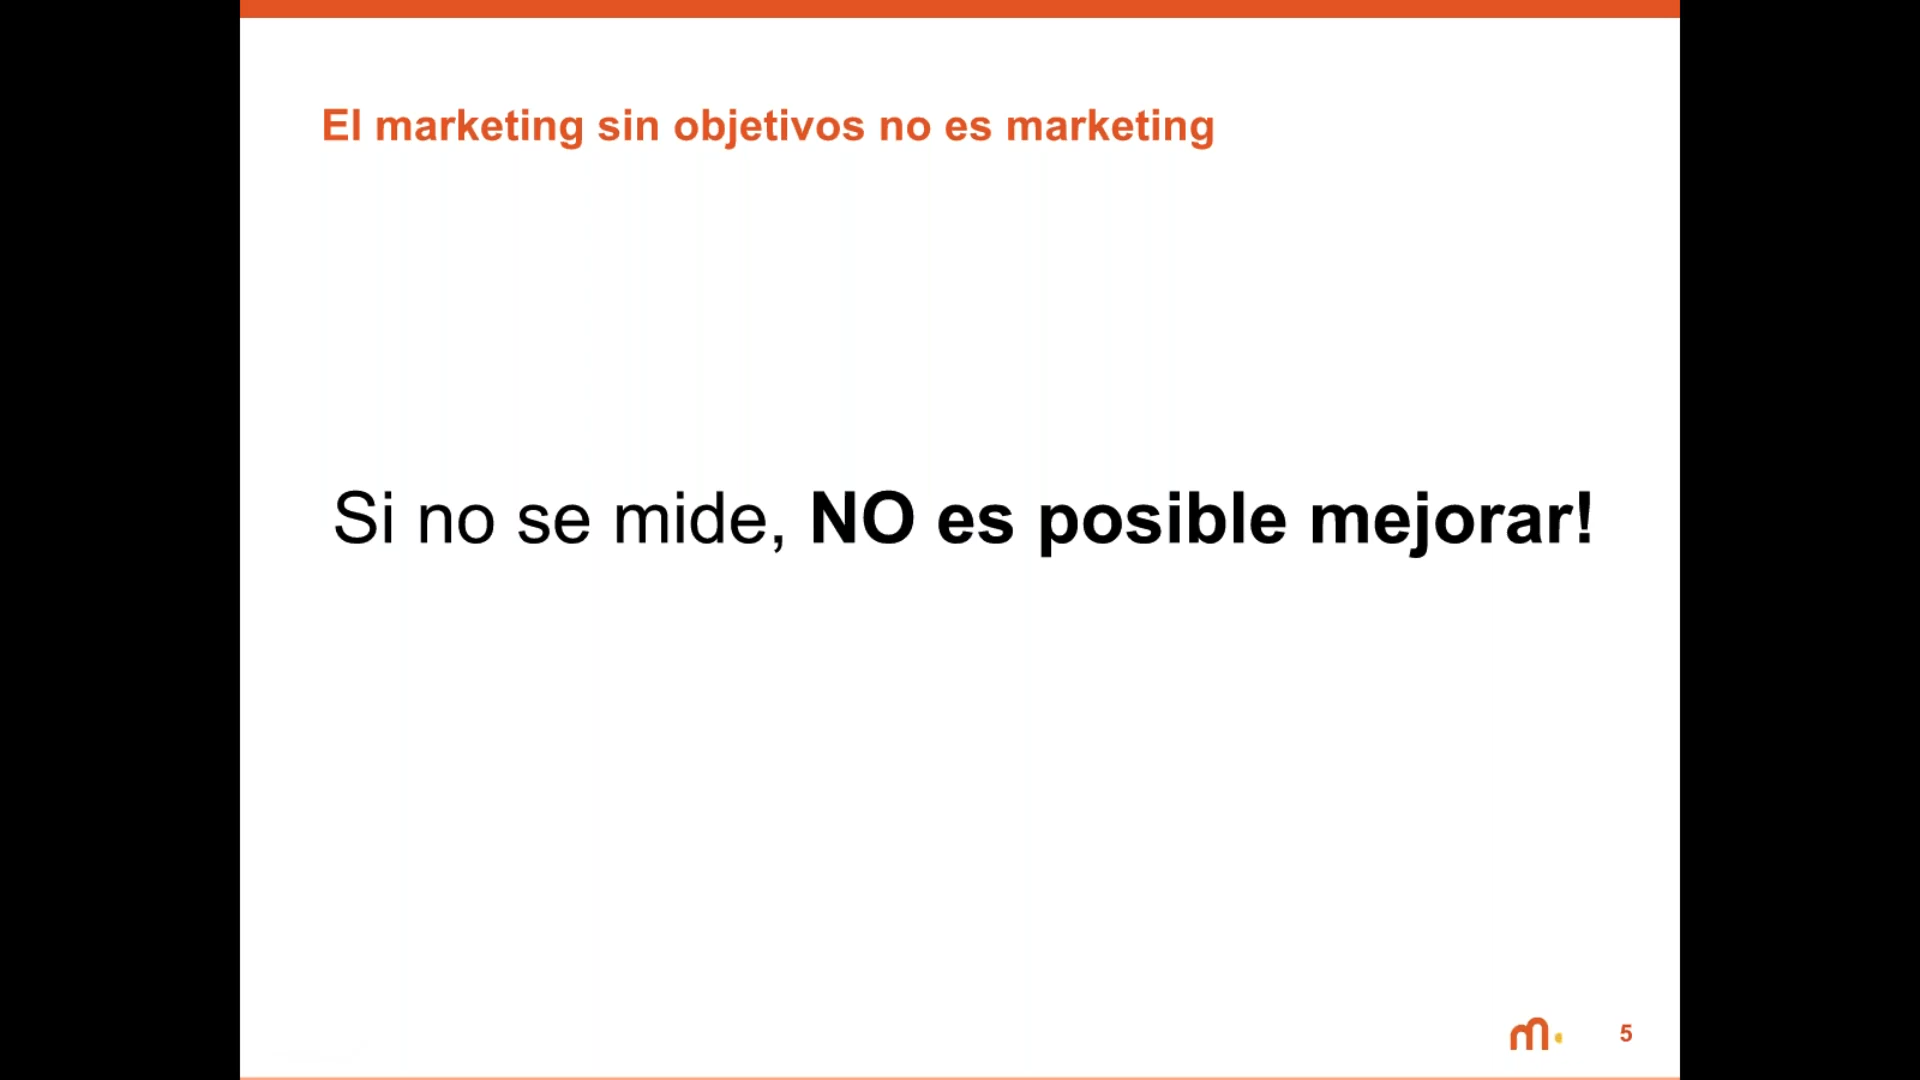 El marketing sin objetivos no es marketing
Si no se mide, NO es posible mejorar!
m.
5